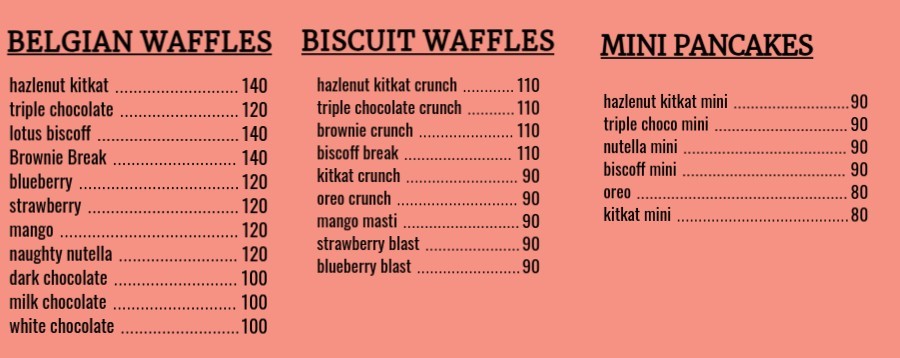 BELGIAN WAFFLES
hazlenut kitkat ........................ 140
triple chocolate ........................ 120
lotus biscoff ........................ 140
Brownie Break ........................ 140
blueberry ........................ 120
strawberry ........................ 120
mango ........................ 120
naughty nutella ........................ 120
dark chocolate ........................ 100
milk chocolate ........................ 100
white chocolate ........................ 100
BISCUIT WAFFLES
hazlenut kitkat crunch ............ 110
triple chocolate crunch ............ 110
brownie crunch ........................ 110
biscoff break ........................ 110
kitkat crunch ........................ 90
oreo crunch ........................ 90
mango masti ........................ 90
strawberry blast ........................ 90
blueberry blast ........................ 90
MINI PANCAKES
hazlenut kitkat mini ........................ 90
triple choco mini ........................ 90
nutella mini ........................ 90
biscoff mini ........................ 90
oreo ........................ 80
kitkat mini ........................ 80